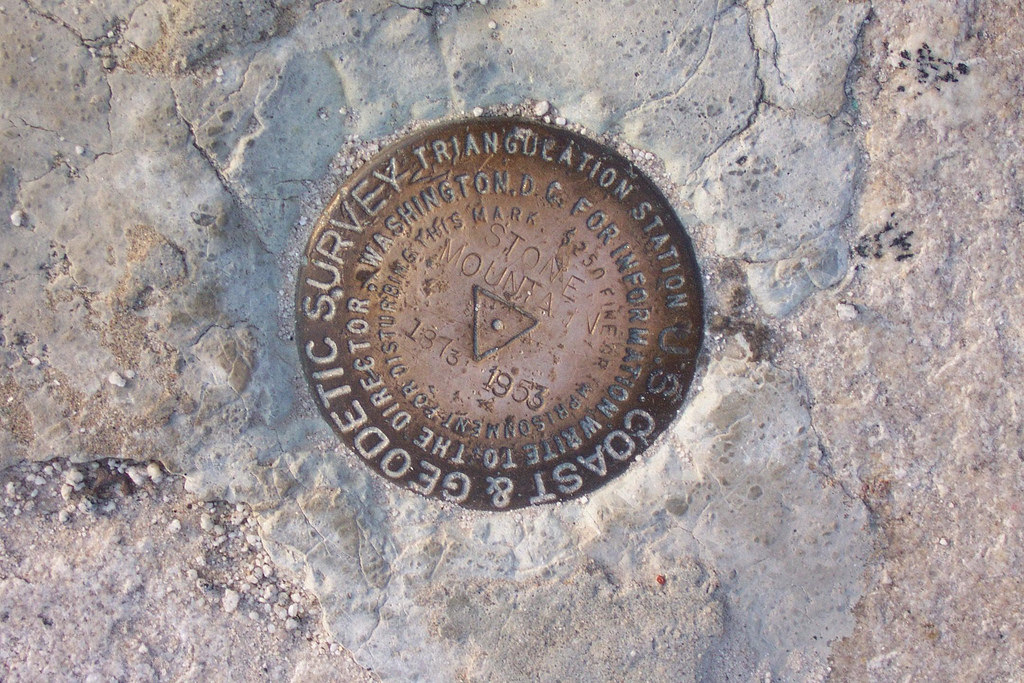 U.S. COAST & GEODETIC SURVEY TRIANGULATION STATION
FOR INFORMATION WRITE TO THE DIRECTOR WASHINGTON, D.C.
$250 FINE OR IMPRISONMENT FOR DISTURBING THIS MARK.
STONE
MOUNTAIN
1873 1953